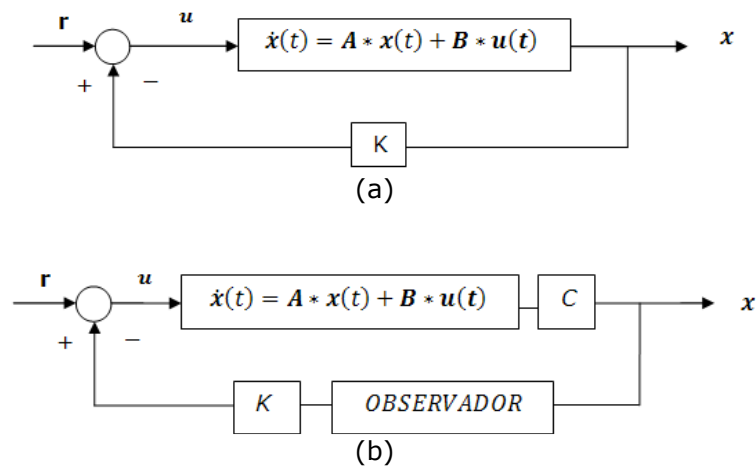 r
u
ẋ(t) = A ∗ x(t) + B ∗ u(t)
x
+
−
K
(a)
r
u
ẋ(t) = A ∗ x(t) + B ∗ u(t)
C
x
+
−
K
OBSERVADOR
(b)